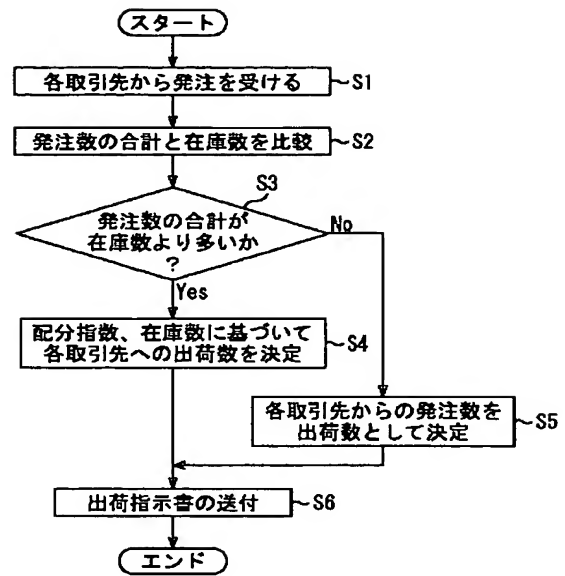 スタート
各取引先から発注を受ける
S1
発注数の合計と在庫数を比較
S2
S3
発注数の合計が
在庫数より多いか
?
No
Yes
配分指数、在庫数に基づいて
各取引先への出荷数を決定
S4
各取引先からの発注数を
出荷数として決定
S5
出荷指示書の送付
S6
エンド